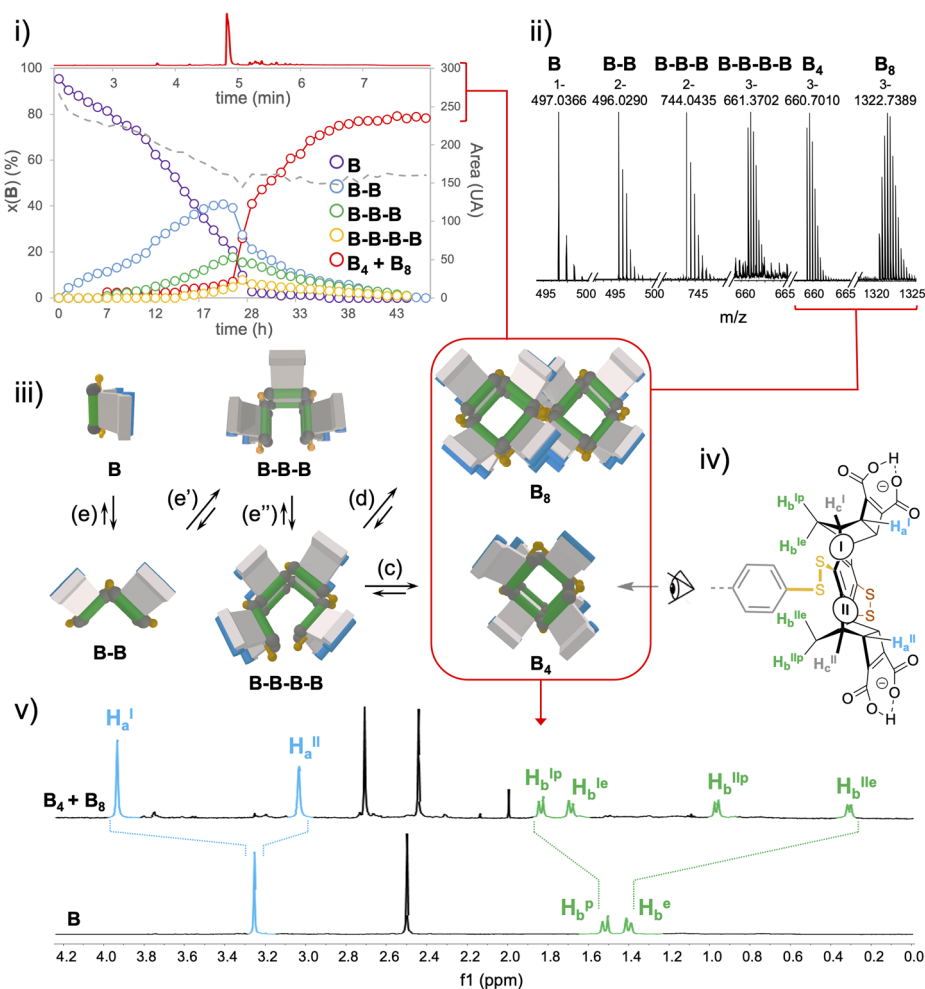 i)
3 4 5 6 7
time (min)
100
80
60
40
20
0
x(B) (%)
300
250
200
150
100
50
0
Area (UA)
B
B-B
B-B-B
B-B-B-B
B4 + B8
0 7 12 17 28 33 38 43
time (h)
ii)
B B-B B-B-B B-B-B-B B4 B8
1- 2- 2- 3- 3- 3-
497.0366 496.0290 744.0435 661.3702 660.7010 1322.7389
495 500 495 500 745 660 665 660 665 1320 1325
m/z
iii)
B
B-B-B
(e) (e') (e'') (d)
(c)
B-B
B-B-B-B
B8
B4
iv)
O O H
O ⊖ O
Hb Ip
Hc I
Ha I
Hb Ie
I
S S
S S
II
Hb IIe
Ha II
Hb IIp
Hc II
O ⊖ O
O H
v)
Ha I
Ha II
Hb Ip
Hb Ie
Hb IIp
Hb IIe
B4 + B8
Hb p
Hb e
B
4.2 4.0 3.8 3.6 3.4 3.2 3.0 2.8 2.6 2.4 2.2 2.0 1.8 1.6 1.4 1.2 1.0 0.8 0.6 0.4 0.2 0.0
f1 (ppm)